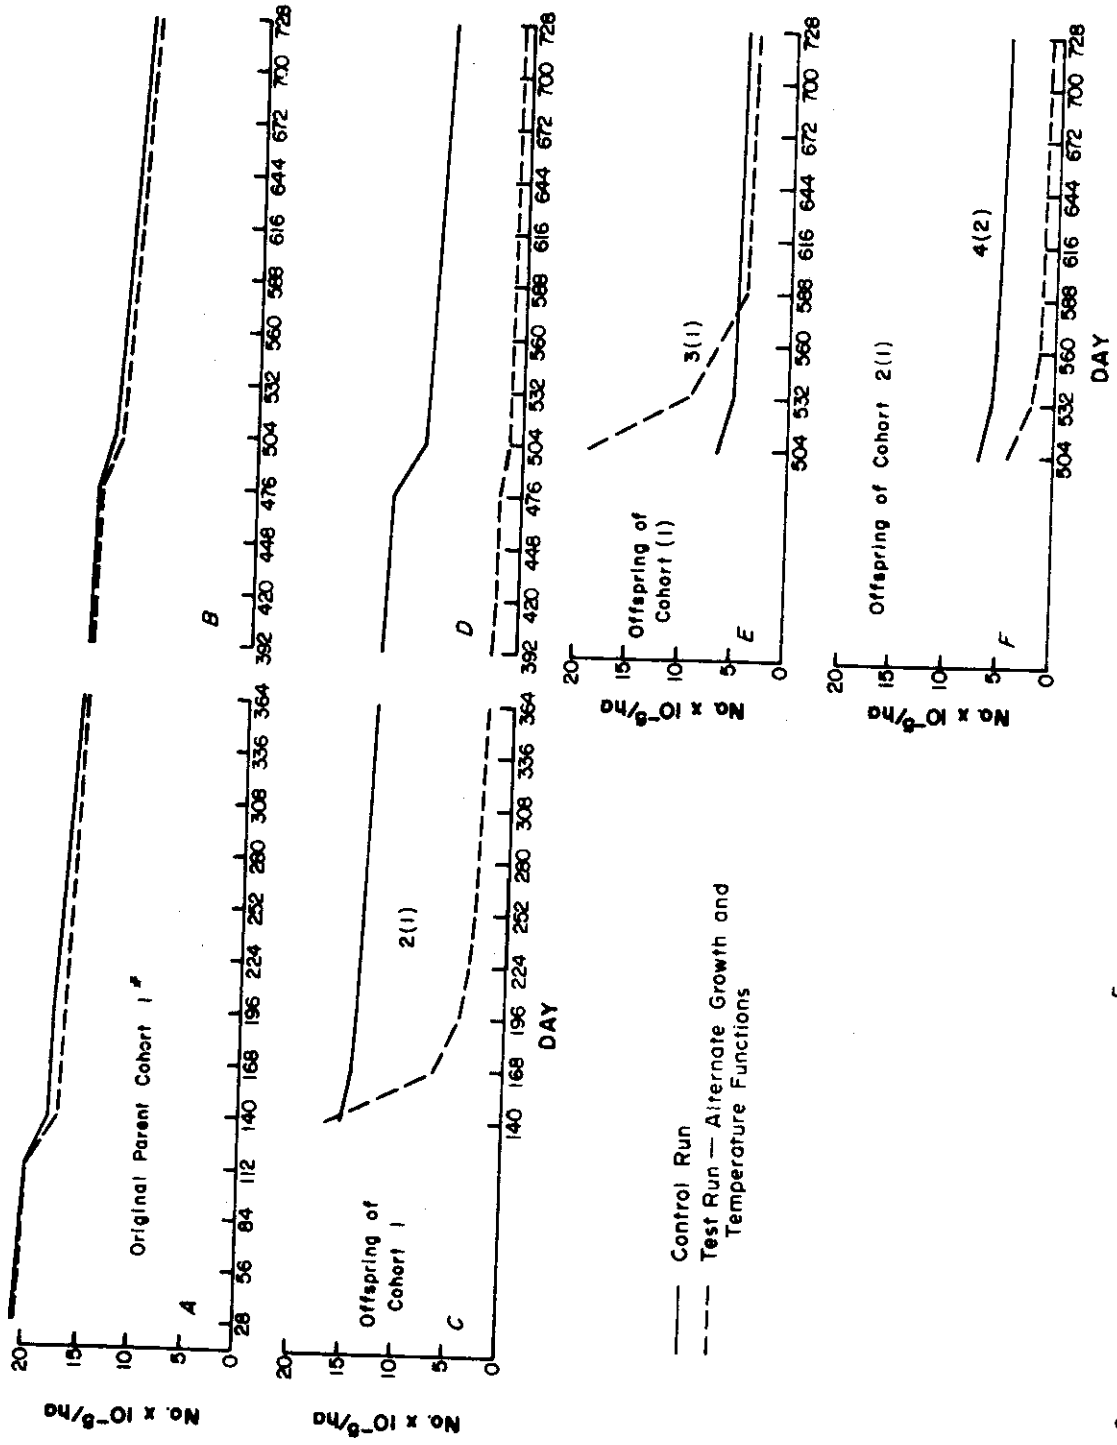 No. x 10⁻⁵/ha
20
15
10
5
0
A
Original Parent Cohort 1#
28 56 84 112 140 168 196 224 252 280 308 336 364
B
392 420 448 476 504 532 560 588 616 644 672 700 728
No. x 10⁻⁵/ha
20
15
10
5
0
C
Offspring of
Cohort 1
2(1)
140 168 196 224 252 280 308 336 364
DAY
D
392 420 448 476 504 532 560 588 616 644 672 700 728
No. x 10⁻⁵/ha
20
15
10
5
0
Offspring of
Cohort (1)
E
3(1)
504 532 560 588 616 644 672 700 728
No. x 10⁻⁵/ha
20
15
10
5
0
Offspring of Cohort 2(1)
F
4(2)
504 532 560 588 616 644 672 700 728
DAY
Control Run
Test Run — Alternate Growth and
Temperature Functions